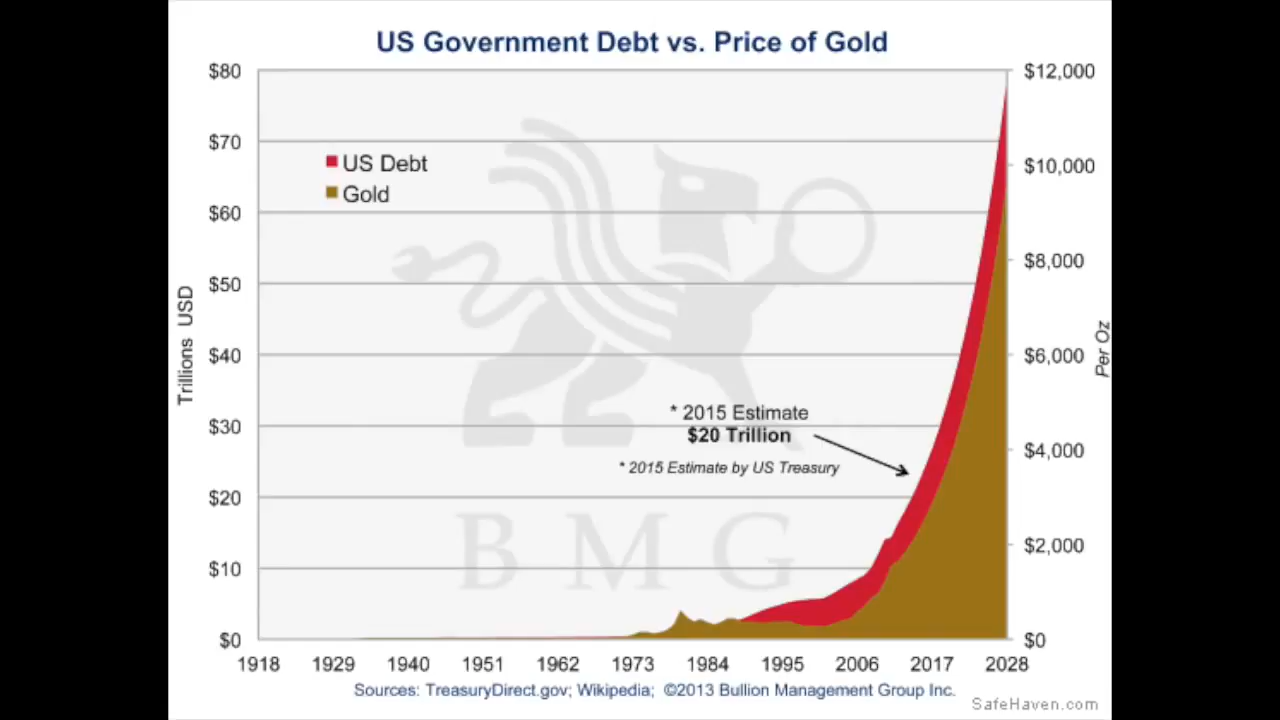 US Government Debt vs. Price of Gold
$80
$70
$60
$50
$40
$30
$20
$10
$0
Trillions USD
$12,000
$10,000
$8,000
$6,000
$4,000
$2,000
$0
Per Oz
US Debt
Gold
* 2015 Estimate
$20 Trillion
* 2015 Estimate by US Treasury
BMG
1918 1929 1940 1951 1962 1973 1984 1995 2006 2017 2028
Sources: TreasuryDirect.gov; Wikipedia; ©2013 Bullion Management Group Inc.
SafeHaven.com